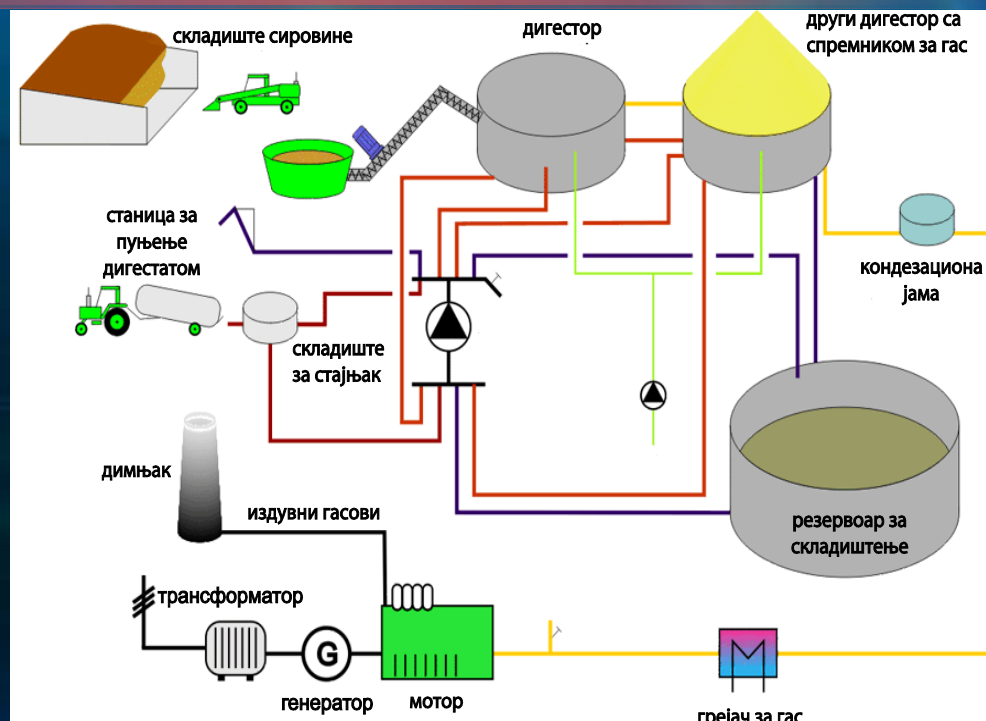 складиште сировине
дигестор
други дигестор са
спремником за гас
станица за
пуњење
дигестатом
кондезациона
јама
складиште
за стајњак
димњак
издувни гасови
резервоар за
складиштење
трансформатор
G
генератор
мотор
грејач за гас